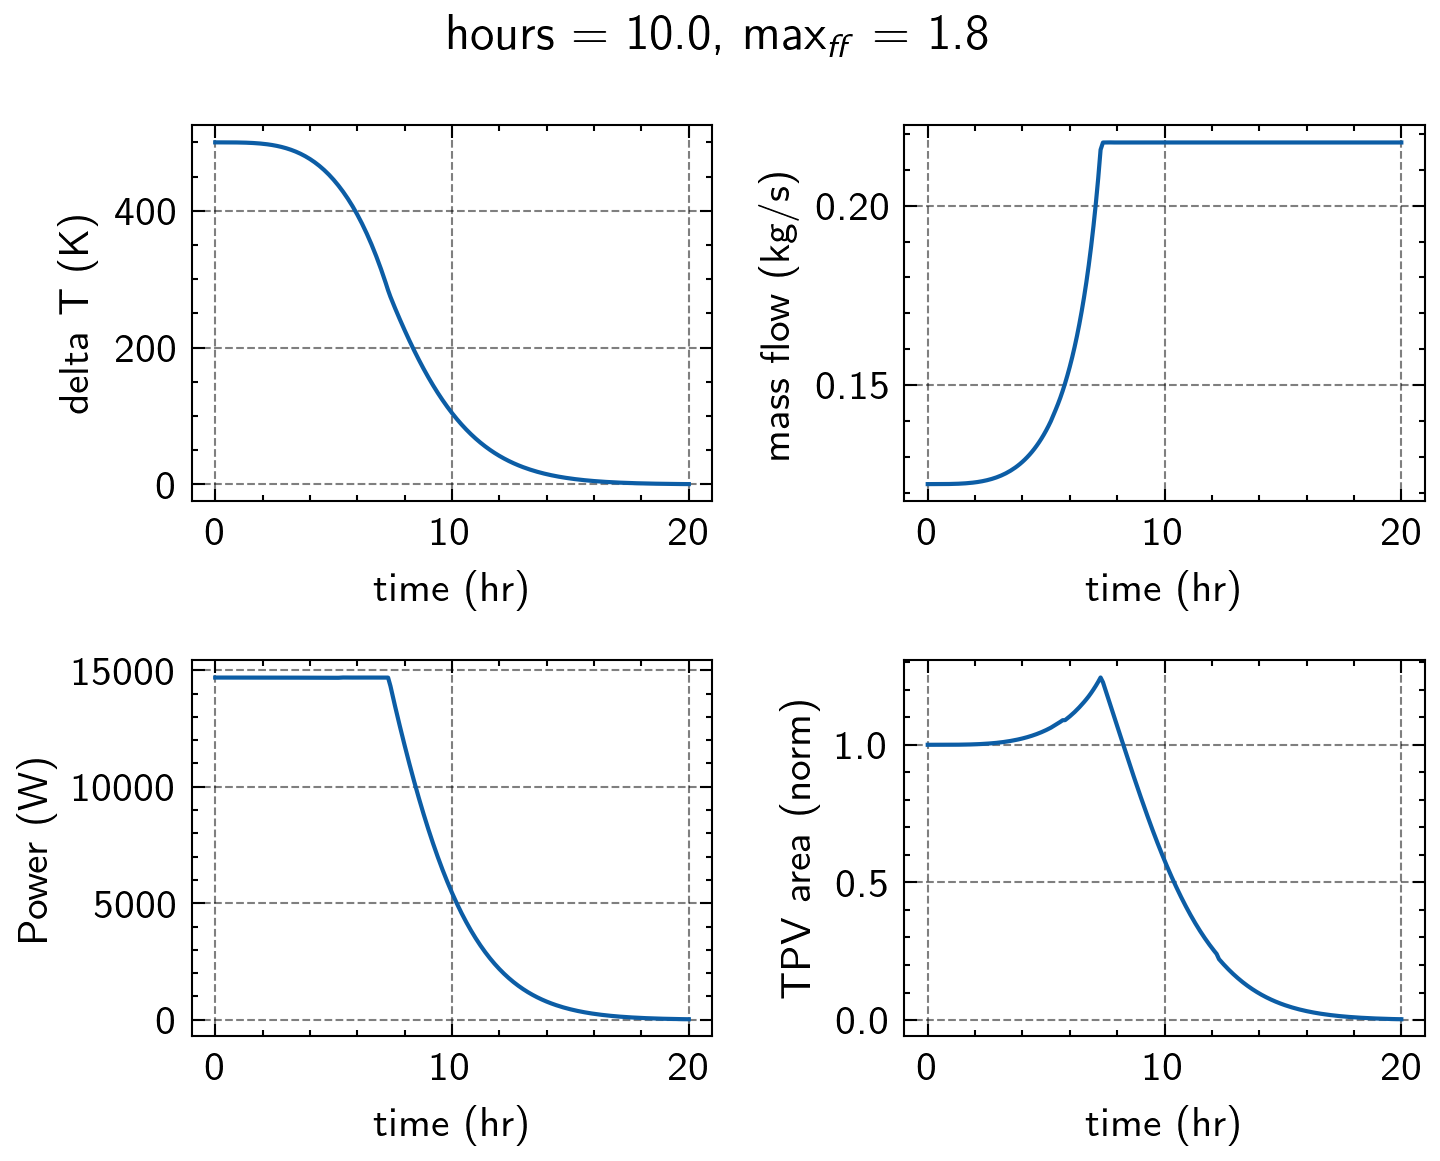 hours = 10.0, max_ff = 1.8
delta T (K)
400
200
0
0 10 20
time (hr)
mass flow (kg/s)
0.20
0.15
0 10 20
time (hr)
Power (W)
15000
10000
5000
0
0 10 20
time (hr)
TPV area (norm)
1.0
0.5
0.0
0 10 20
time (hr)